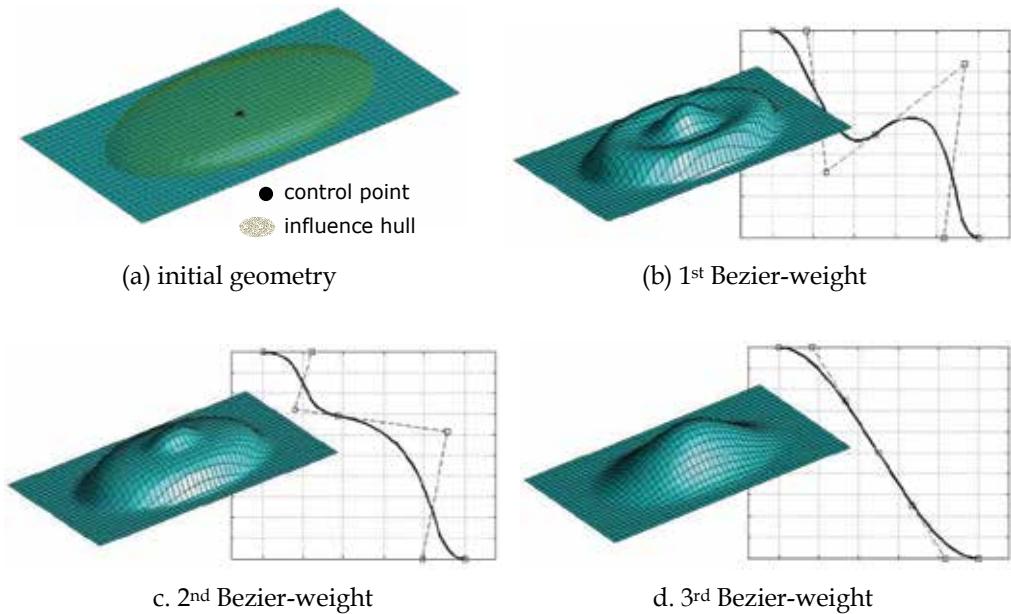 control point
influence hull
(a) initial geometry
(b) 1st Bezier-weight
c. 2nd Bezier-weight
d. 3rd Bezier-weight